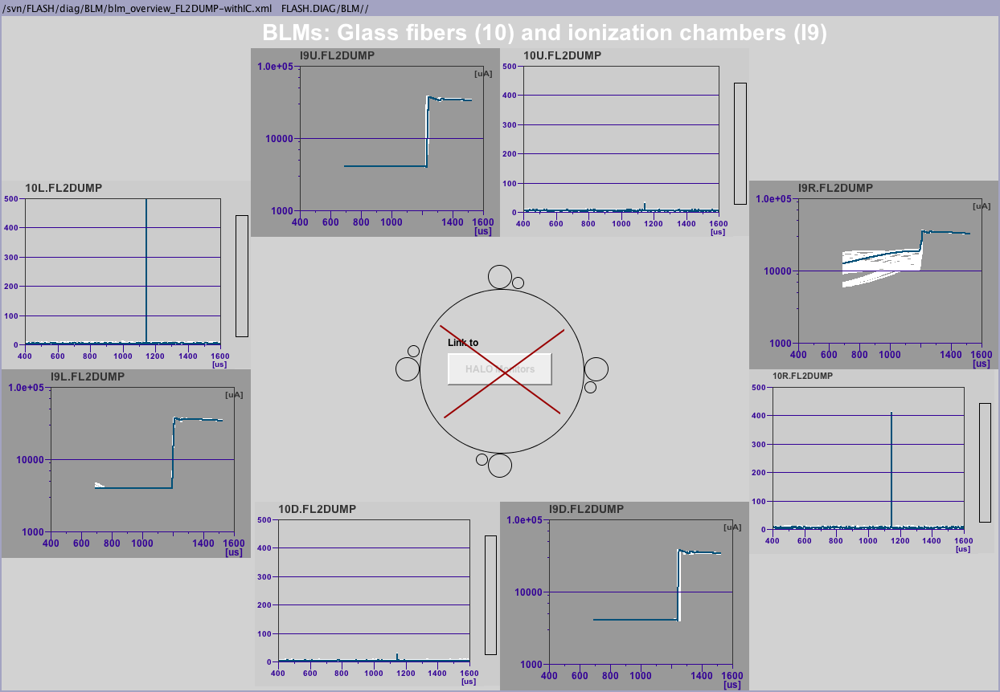 /svn/FLASH/diag/BLM/blm_overview_FL2DUMP-withIC.xml FLASH.DIAG/BLM//
BLMs: Glass fibers (10) and ionization chambers (I9)
I9U.FL2DUMP
1.0e+05
[uA]
10000
1000
400 600 800 1000 1400 1600
[us]
10U.FL2DUMP
500
400
300
200
100
0
400 600 800 1000 1200 1400 1600
[us]
10L.FL2DUMP
500
400
300
200
100
0
400 600 800 1000 1200 1400 1600
[us]
I9R.FL2DUMP
1.0e+05
[uA]
10000
1000
400 600 800 1000 1400 1600
[us]
Link to
I9L.FL2DUMP
1.0e+05
[uA]
10000
1000
400 600 800 1000 1400 1600
[us]
10R.FL2DUMP
500
400
300
200
100
0
400 600 800 1000 1200 1400 1600
[us]
10D.FL2DUMP
500
400
300
200
100
0
400 600 800 1000 1200 1400 1600
[us]
I9D.FL2DUMP
1.0e+05
[uA]
10000
1000
400 600 800 1000 1400 1600
[us]
HALO Monitors